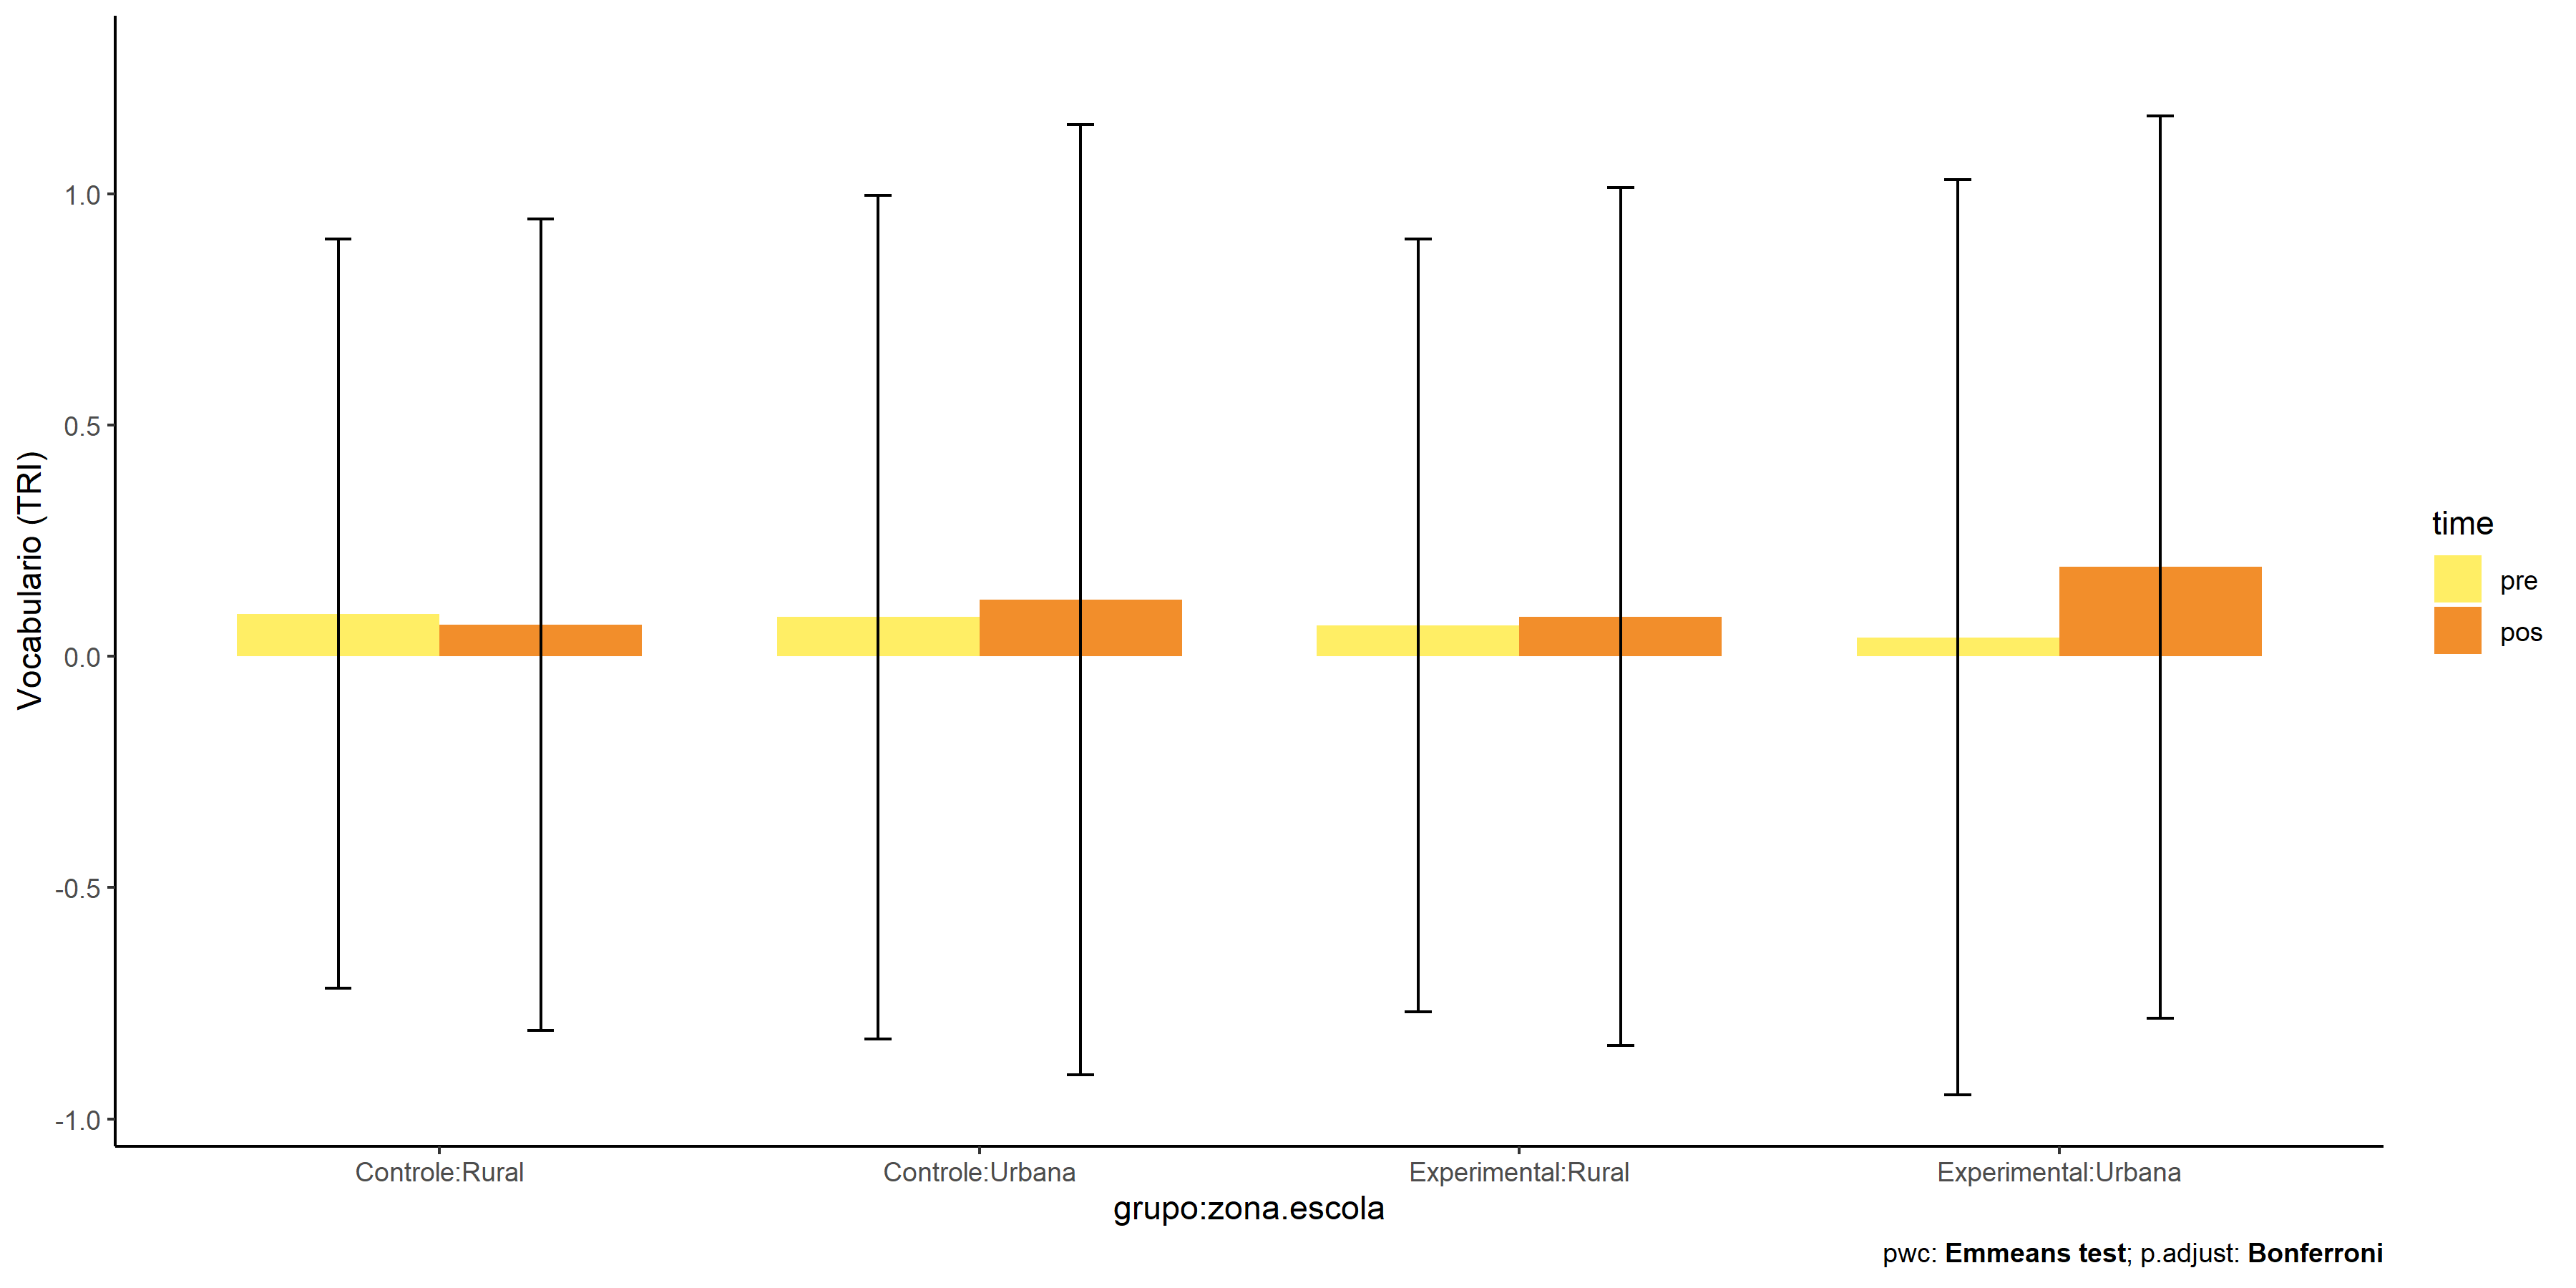 Vocabulario (TRI)
1.0
0.5
0.0
-0.5
-1.0
Controle:Rural
Controle:Urbana
Experimental:Rural
Experimental:Urbana
grupo:zona.escola
time
pre
pos
pwc: Emmeans test; p.adjust: Bonferroni